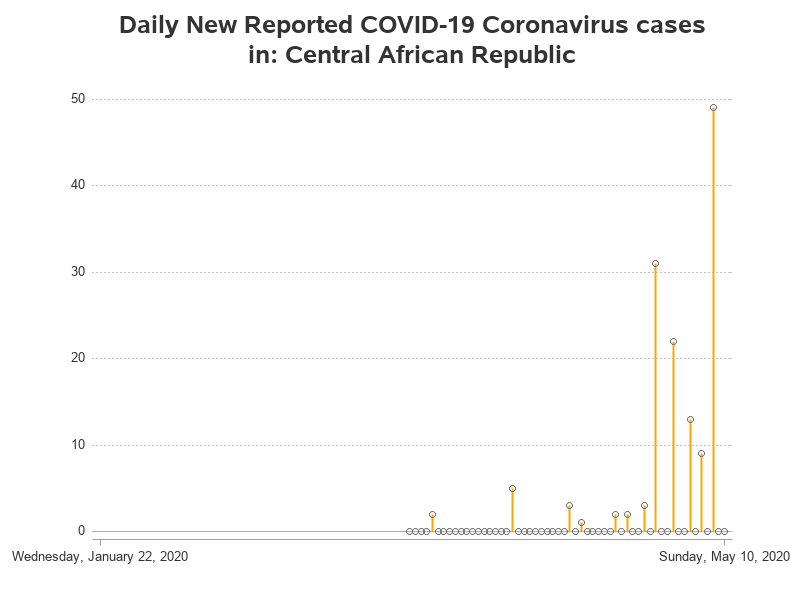 Daily New Reported COVID-19 Coronavirus cases
in: Central African Republic
50
40
30
20
10
0
Wednesday, January 22, 2020
Sunday, May 10, 2020